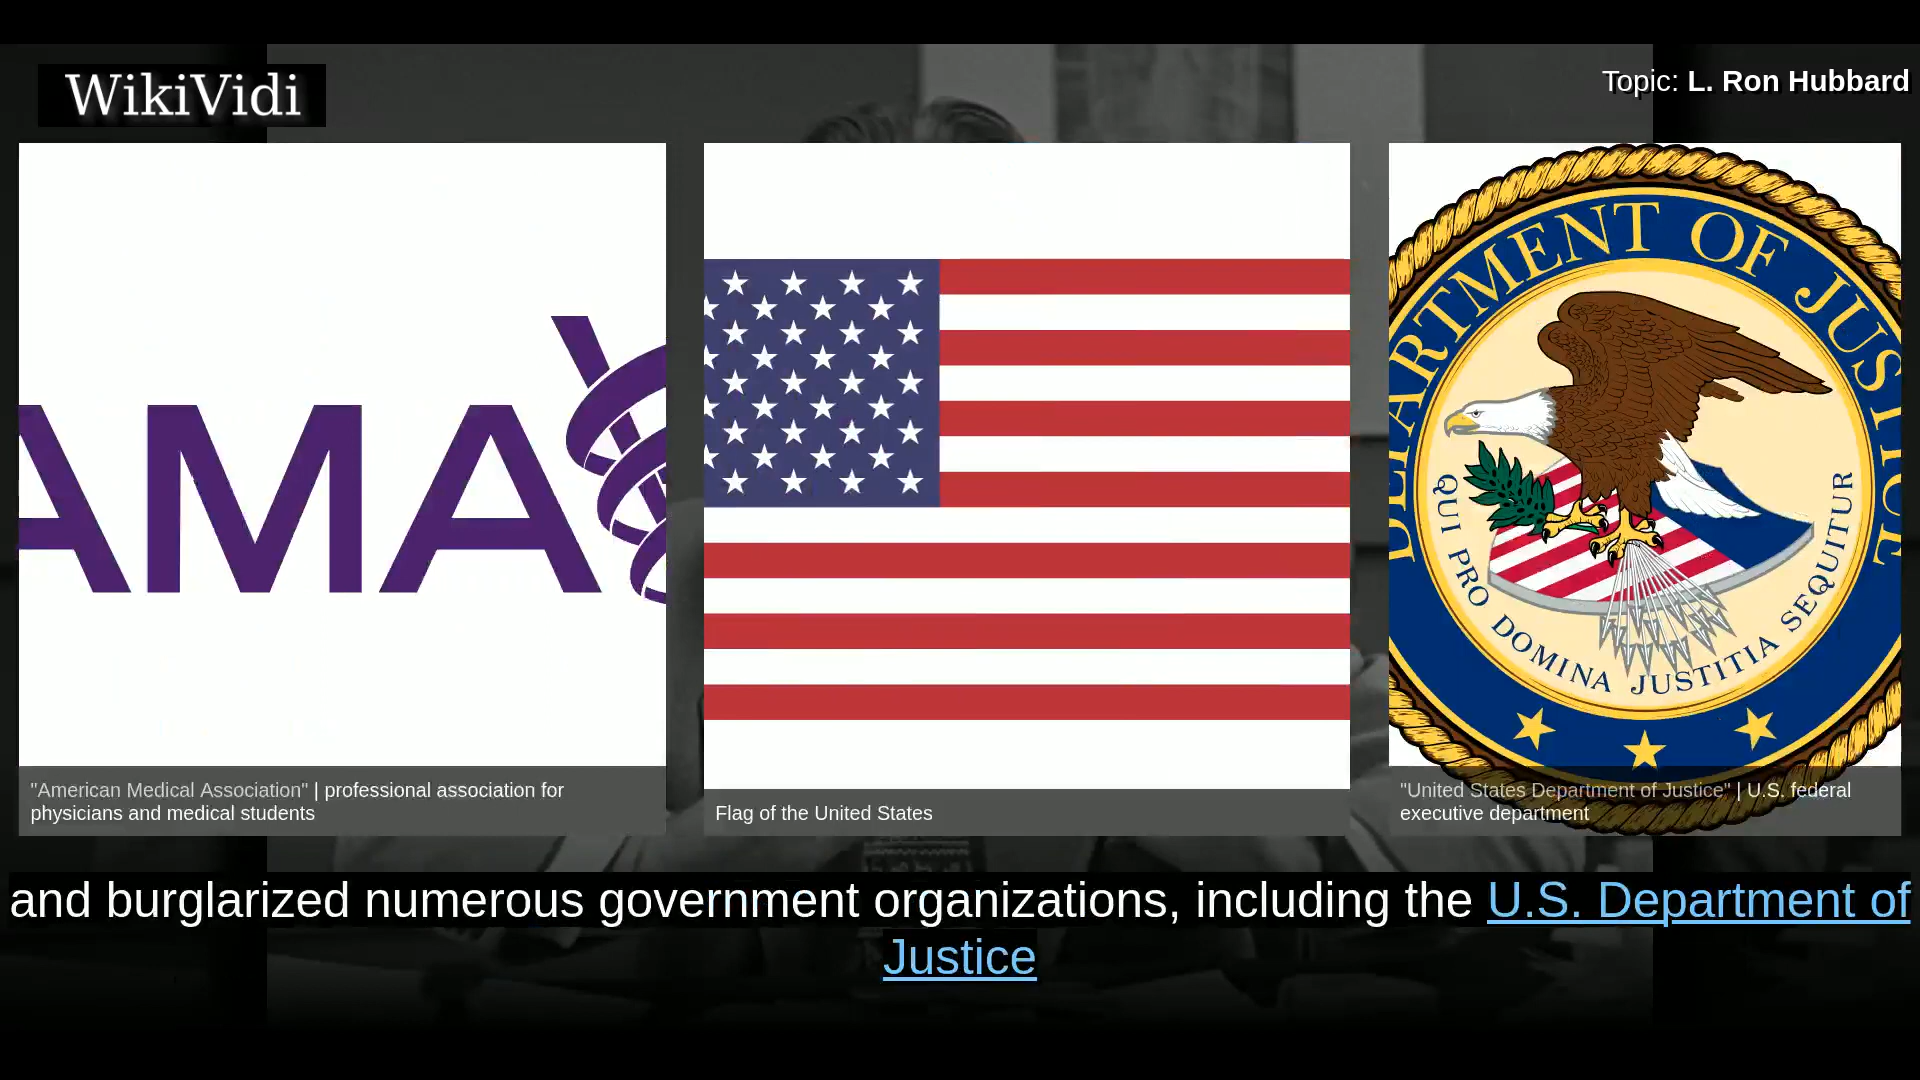 WikiVidi
Topic: L. Ron Hubbard
AMA
DEPARTMENT OF JUSTICE
QUI PRO DOMINA JUSTITIA SEQUITUR
"American Medical Association" | professional association for
physicians and medical students
Flag of the United States
"United States Department of Justice" | U.S. federal
executive department
and burglarized numerous government organizations, including the U.S. Department of
Justice